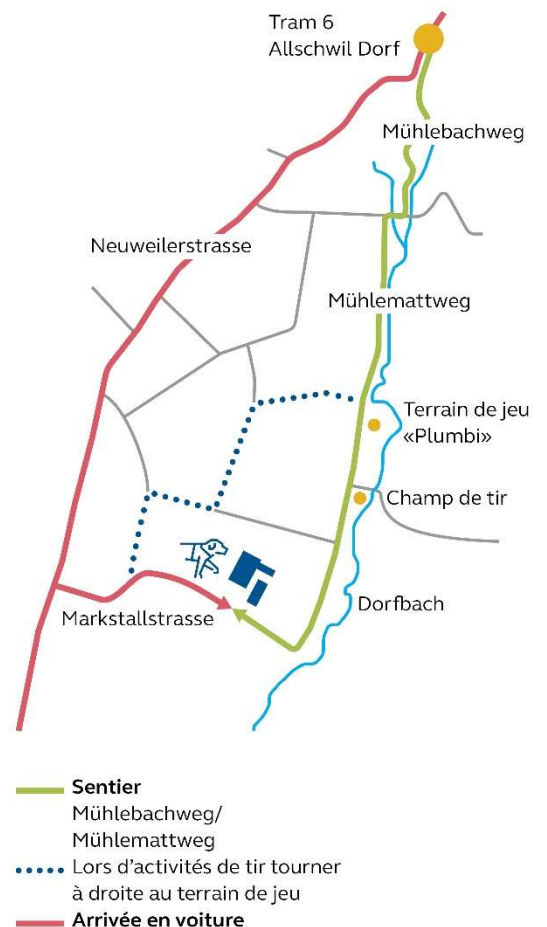 Tram 6
Allschwil Dorf
Mühlebachweg
Neuweilerstrasse
Mühlemattweg
Terrain de jeu
«Plumbi»
Champ de tir
Dorfbach
Markstallstrasse
Sentier
Mühlebachweg/
Mühlemattweg
Lors d’activités de tir tourner
à droite au terrain de jeu
Arrivée en voiture